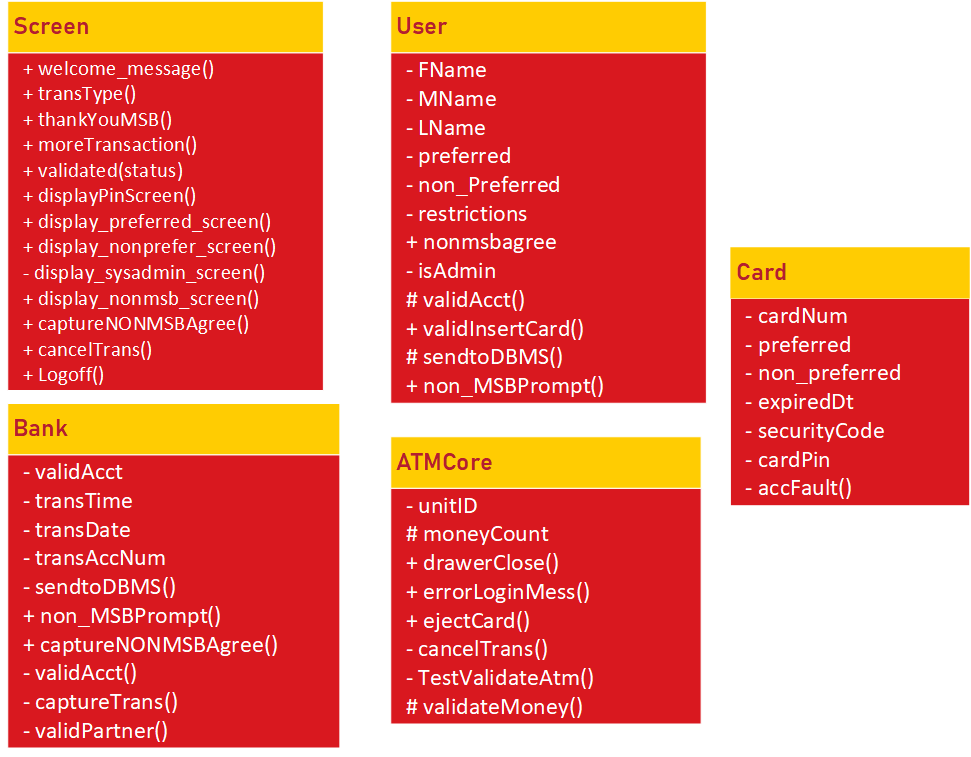 Screen
+ welcome_message()
+ transType()
+ thankYouMSB()
+ moreTransaction()
+ validated(status)
+ displayPinScreen()
+ display_preferred_screen()
+ display_nonprefer_screen()
- display_sysadmin_screen()
+ display_nonmsb_screen()
+ captureNONMSBAgree()
+ cancelTrans()
+ Logoff()
User
- FName
- MName
- LName
- preferred
- non_Preferred
- restrictions
+ nonmsbagree
- isAdmin
# validAcct()
+ validInsertCard()
# sendtoDBMS()
+ non_MSBPrompt()
Card
- cardNum
- preferred
- non_preferred
- expiredDt
- securityCode
- cardPin
- accFault()
Bank
- validAcct
- transTime
- transDate
- transAccNum
- sendtoDBMS()
+ non_MSBPrompt()
+ captureNONMSBAgree()
- validAcct()
- captureTrans()
- validPartner()
ATMCore
- unitID
# moneyCount
+ drawerClose()
+ errorLoginMess()
+ ejectCard()
- cancelTrans()
- TestValidateAtm()
# validateMoney()